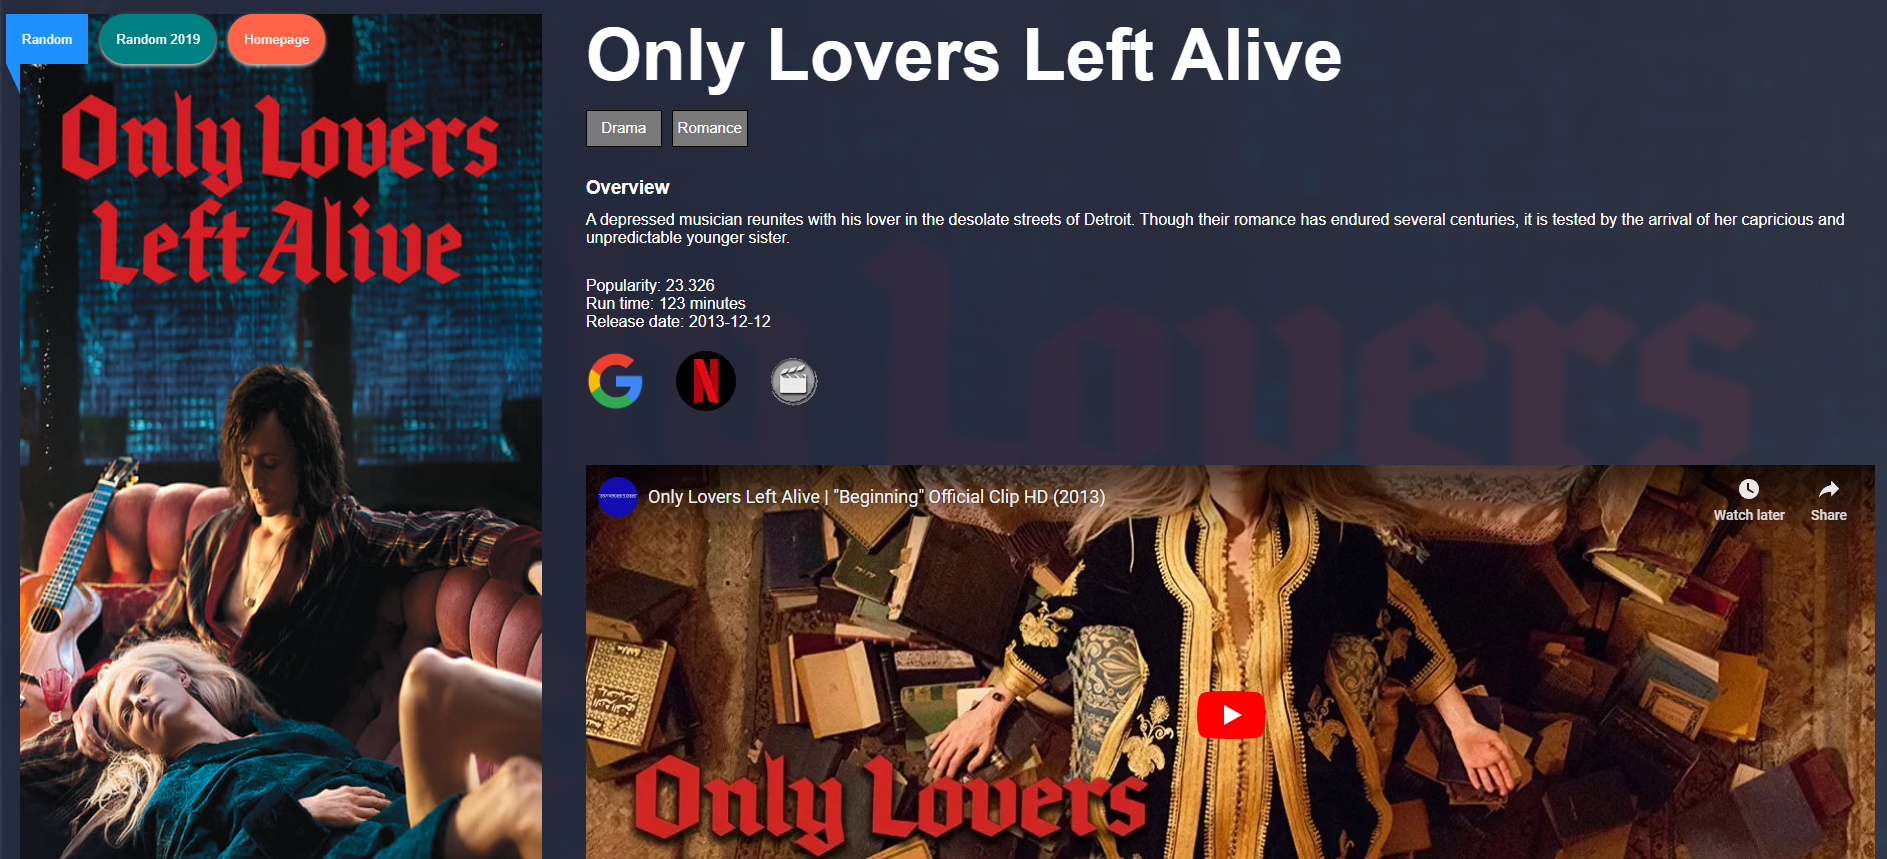 Random
Random 2019
Homepage
Only Lovers
Left Alive
Only Lovers Left Alive
Drama
Romance
Overview
A depressed musician reunites with his lover in the desolate streets of Detroit. Though their romance has endured several centuries, it is tested by the arrival of her capricious and
unpredictable younger sister.
Popularity: 23.326
Run time: 123 minutes
Release date: 2013-12-12
G
N
Lovers
Only Lovers Left Alive | "Beginning" Official Clip HD (2013)
Watch later
Share
Only Lovers